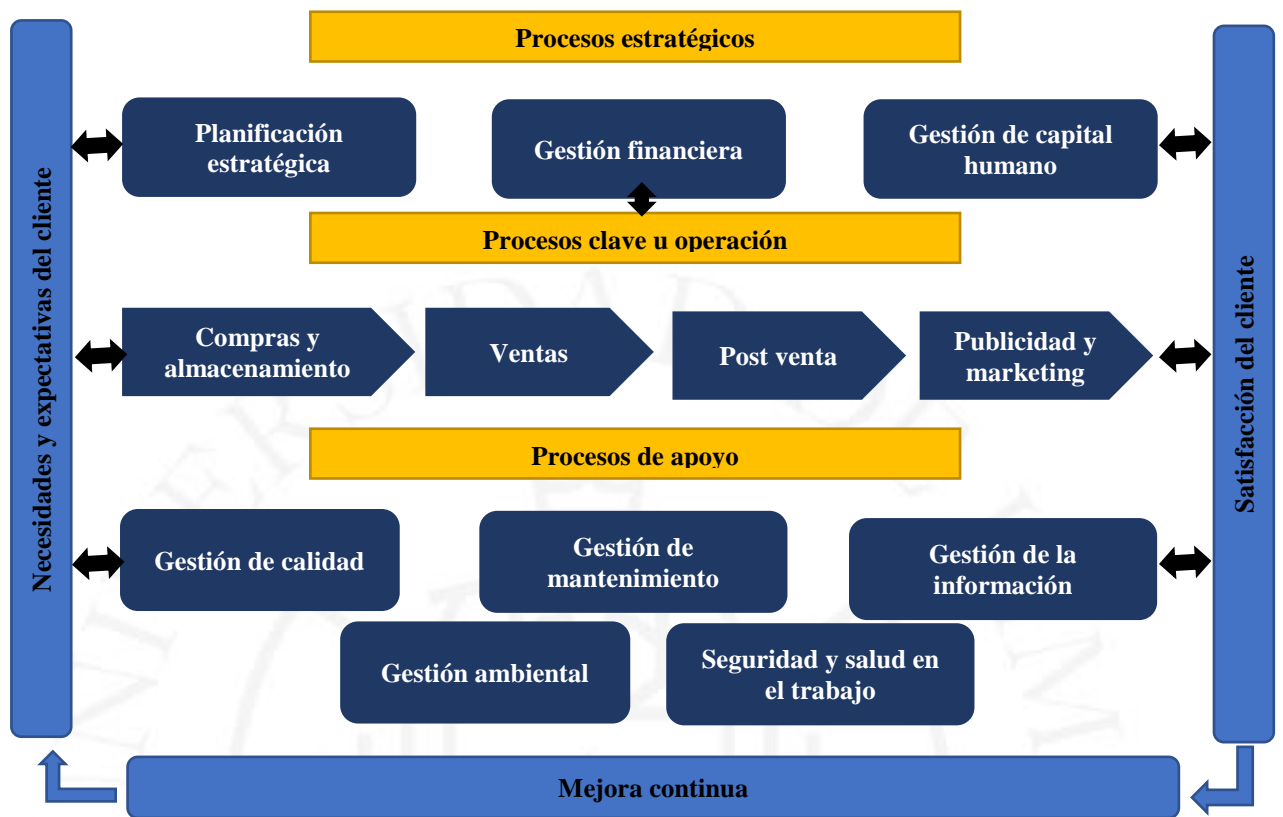 Procesos estratégicos
Planificación
estratégica
Gestión financiera
Gestión de capital
humano
Procesos clave u operación
Compras y
almacenamiento
Ventas
Post venta
Publicidad y
marketing
Procesos de apoyo
Gestión de calidad
Gestión de
mantenimiento
Gestión de la
información
Gestión ambiental
Seguridad y salud en
el trabajo
Necesidades y expectativas del cliente
Satisfacción del cliente
Mejora continua